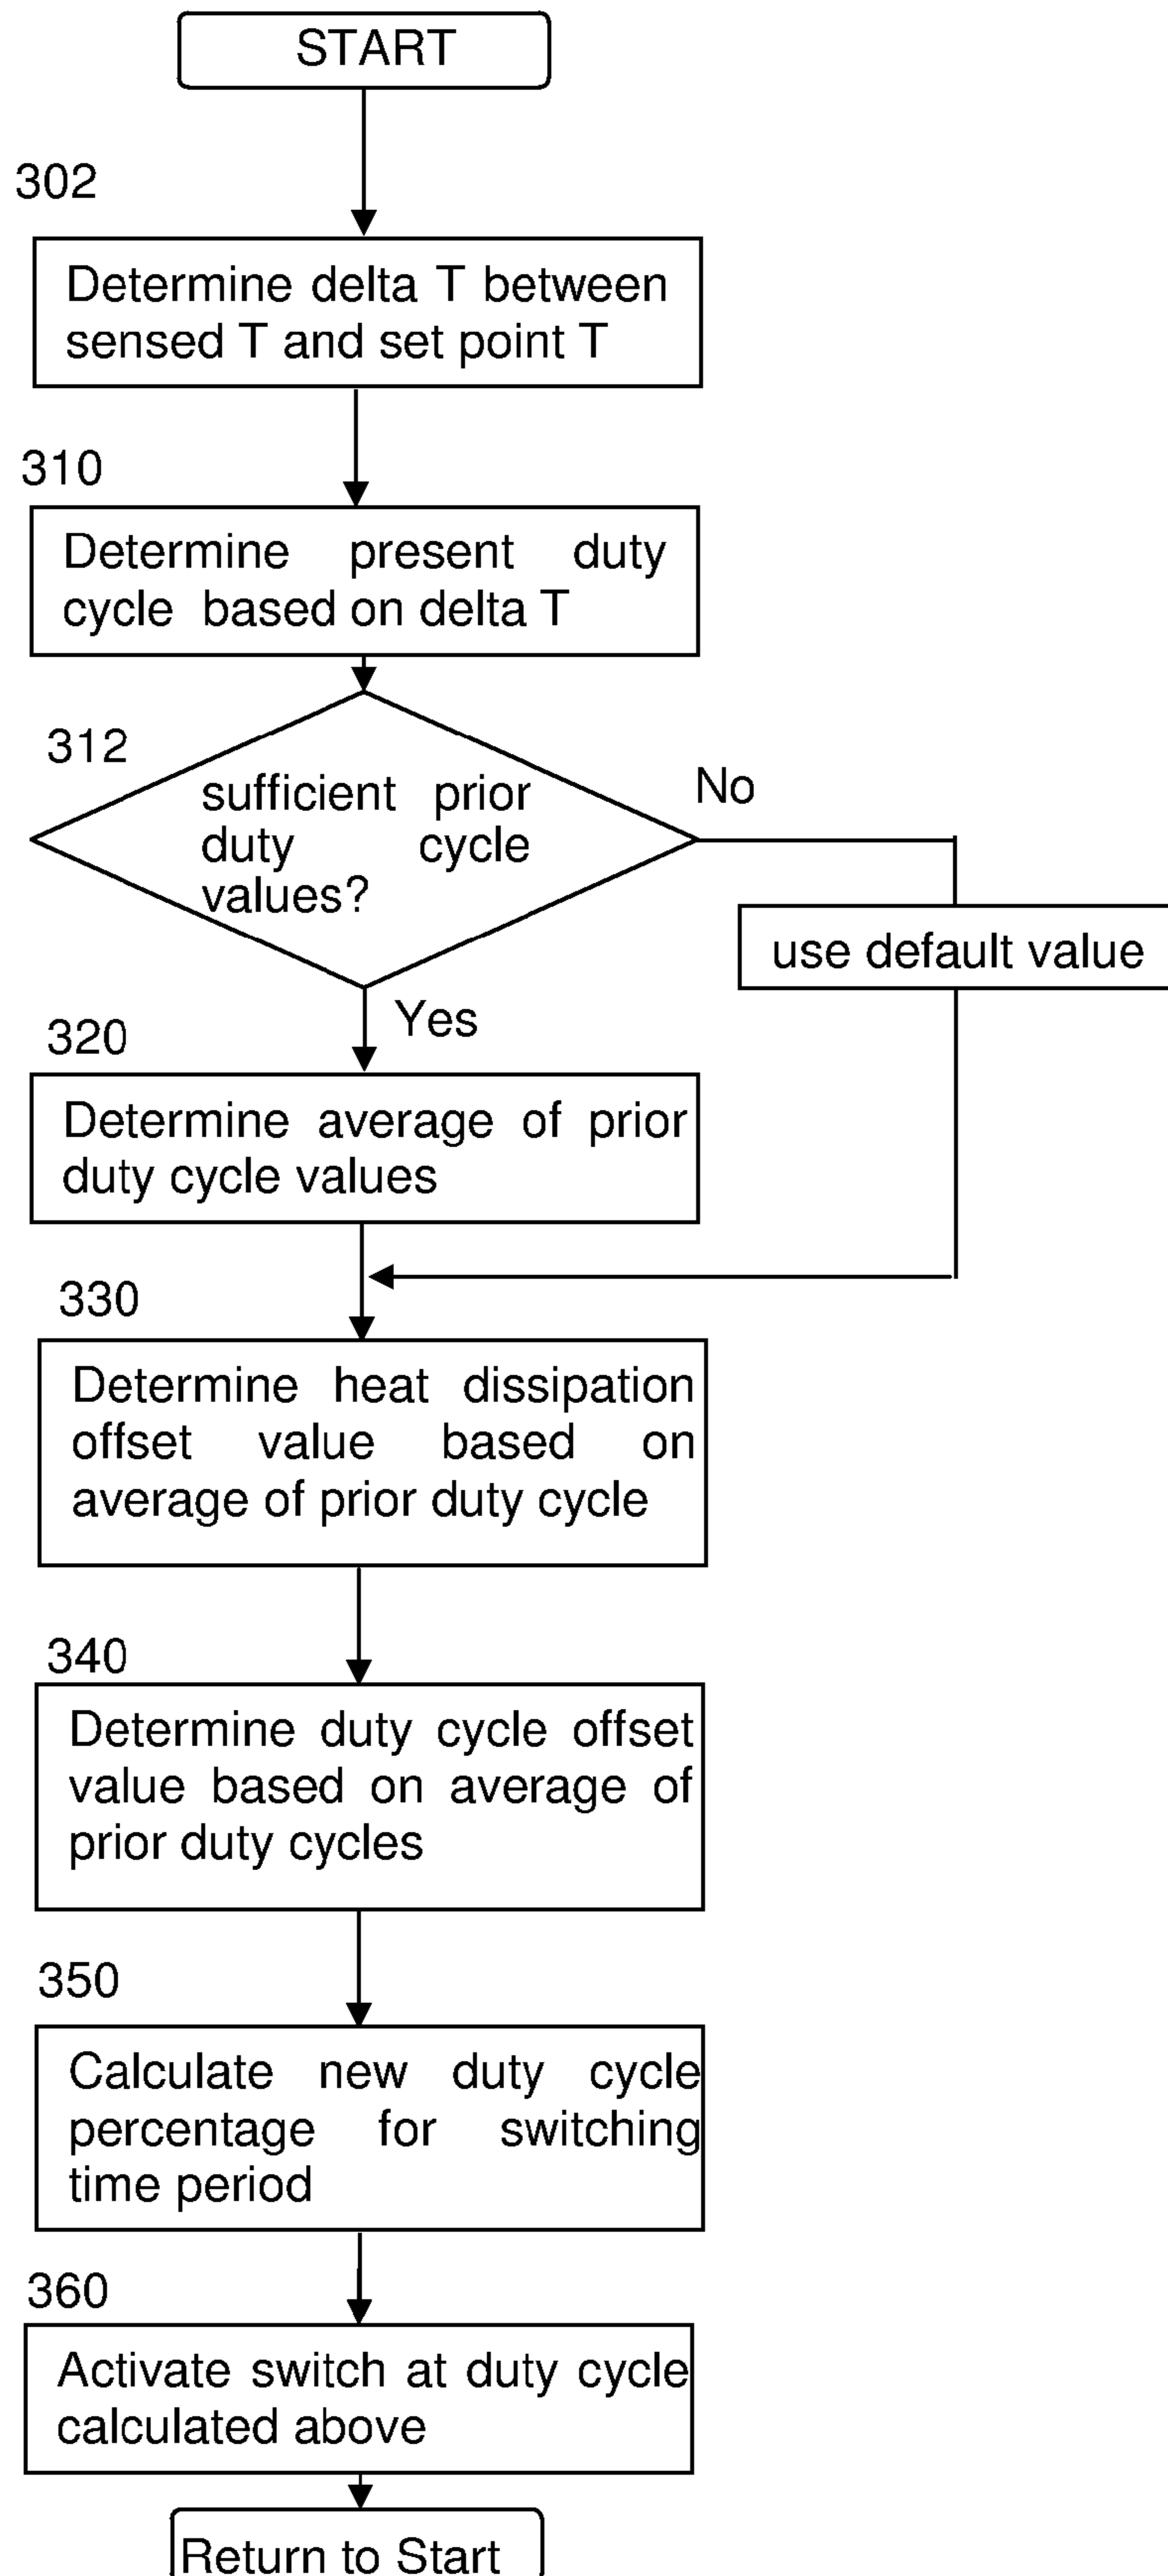 START
302
Determine delta T between
sensed T and set point T
310
Determine present duty
cycle based on delta T
312
sufficient prior
duty cycle
values?
No
use default value
Yes
320
Determine average of prior
duty cycle values
330
Determine heat dissipation
offset value based on
average of prior duty cycle
340
Determine duty cycle offset
value based on average of
prior duty cycles
350
Calculate new duty cycle
percentage for switching
time period
360
Activate switch at duty cycle
calculated above
Return to Start